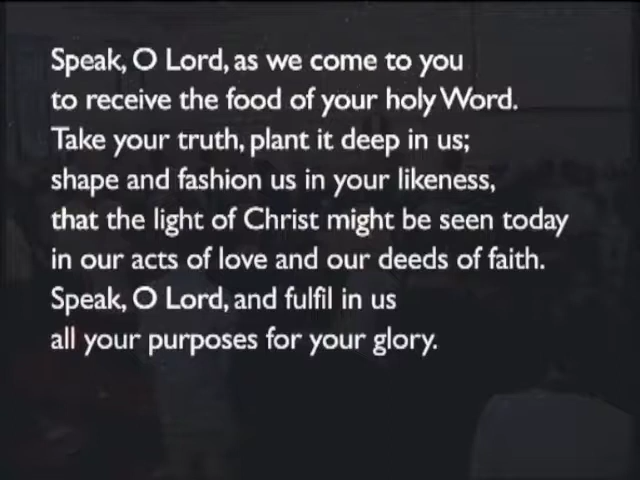 Speak, O Lord, as we come to you
to receive the food of your holy Word.
Take your truth, plant it deep in us;
shape and fashion us in your likeness,
that the light of Christ might be seen today
in our acts of love and our deeds of faith.
Speak, O Lord, and fulfil in us
all your purposes for your glory.